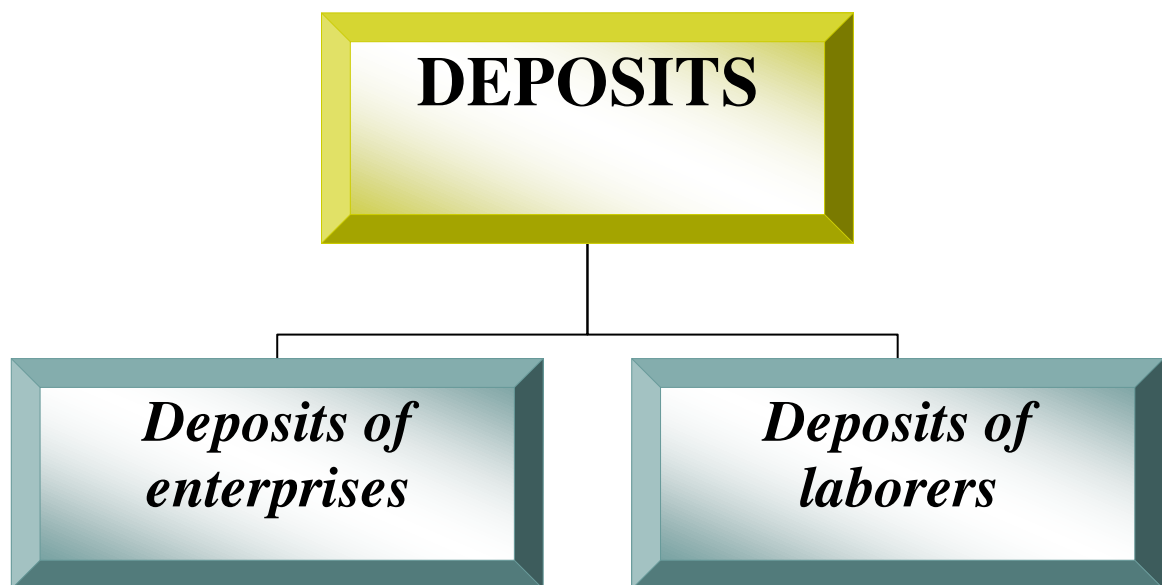 DEPOSITS
Deposits of
enterprises
Deposits of
laborers